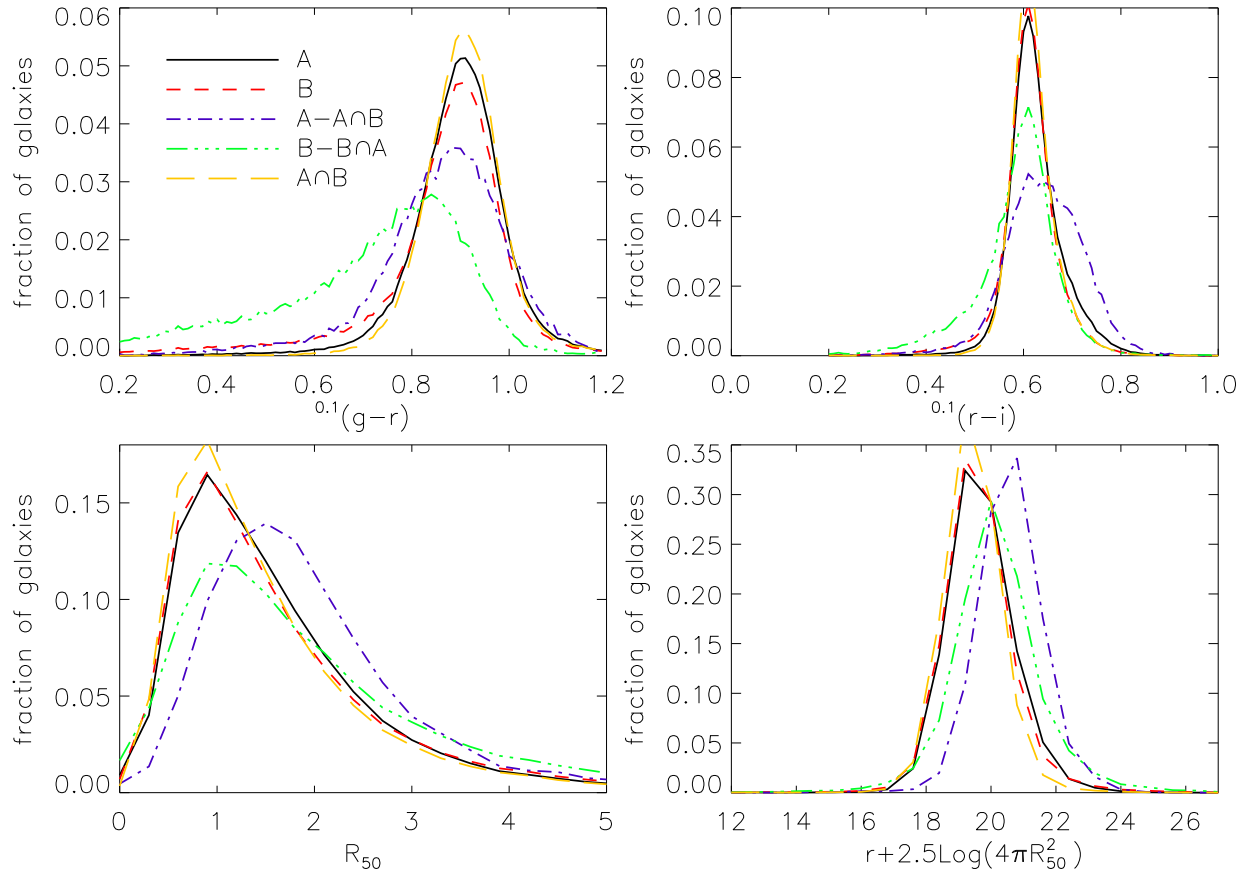 fraction of galaxies
0.06
0.05
0.04
0.03
0.02
0.01
0.00
A
B
A−A∩B
B−B∩A
A∩B
0.2 0.4 0.6 0.8 1.0 1.2
0.1(g−r)
fraction of galaxies
0.10
0.08
0.06
0.04
0.02
0.00
0.0 0.2 0.4 0.6 0.8 1.0
0.1(r−i)
fraction of galaxies
0.15
0.10
0.05
0.00
0 1 2 3 4 5
R50
fraction of galaxies
0.35
0.30
0.25
0.20
0.15
0.10
0.05
0.00
12 14 16 18 20 22 24 26
r+2.5Log(4πR²50)